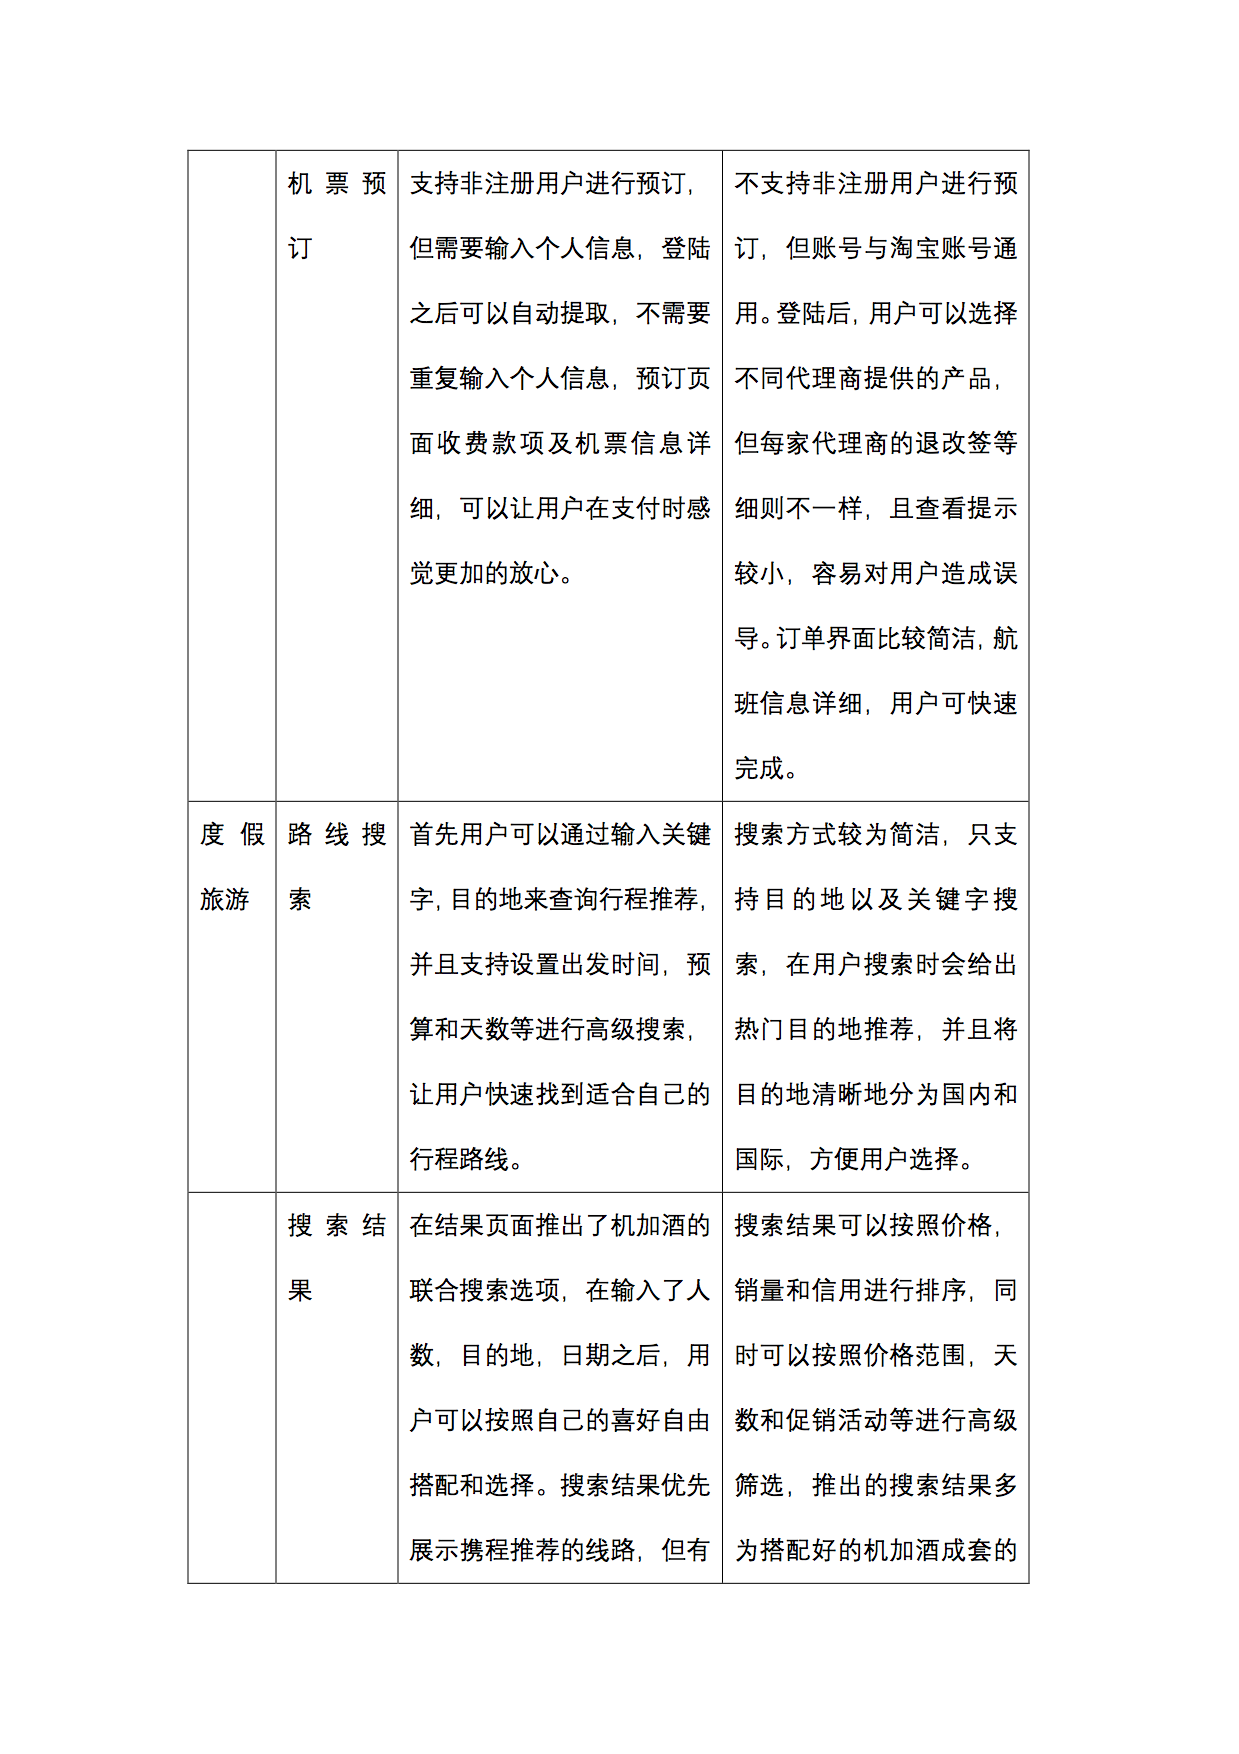 机票预
订
支持非注册用户进行预订，
但需要输入个人信息，登陆
之后可以自动提取，不需要
重复输入个人信息，预订页
面收费款项及机票信息详
细，可以让用户在支付时感
觉更加的放心。
不支持非注册用户进行预
订，但账号与淘宝账号通
用。登陆后，用户可以选择
不同代理商提供的产品，
但每家代理商的退改签等
细则不一样，且查看提示
较小，容易对用户造成误
导。订单界面比较简洁，航
班信息详细，用户可快速
完成。
度假
旅游
路线搜
索
首先用户可以通过输入关键
字，目的地来查询行程推荐，
并且支持设置出发时间，预
算和天数等进行高级搜索，
让用户快速找到适合自己的
行程路线。
搜索方式较为简洁，只支
持目的地以及关键字搜
索，在用户搜索时会给出
热门目的地推荐，并且将
目的地清晰地分为国内和
国际，方便用户选择。
搜索结
果
在结果页面推出了机加酒的
联合搜索选项，在输入了人
数，目的地，日期之后，用
户可以按照自己的喜好自由
搭配和选择。搜索结果优先
展示携程推荐的线路，但有
搜索结果可以按照价格，
销量和信用进行排序，同
时可以按照价格范围，天
数和促销活动等进行高级
筛选，推出的搜索结果多
为搭配好的机加酒成套的